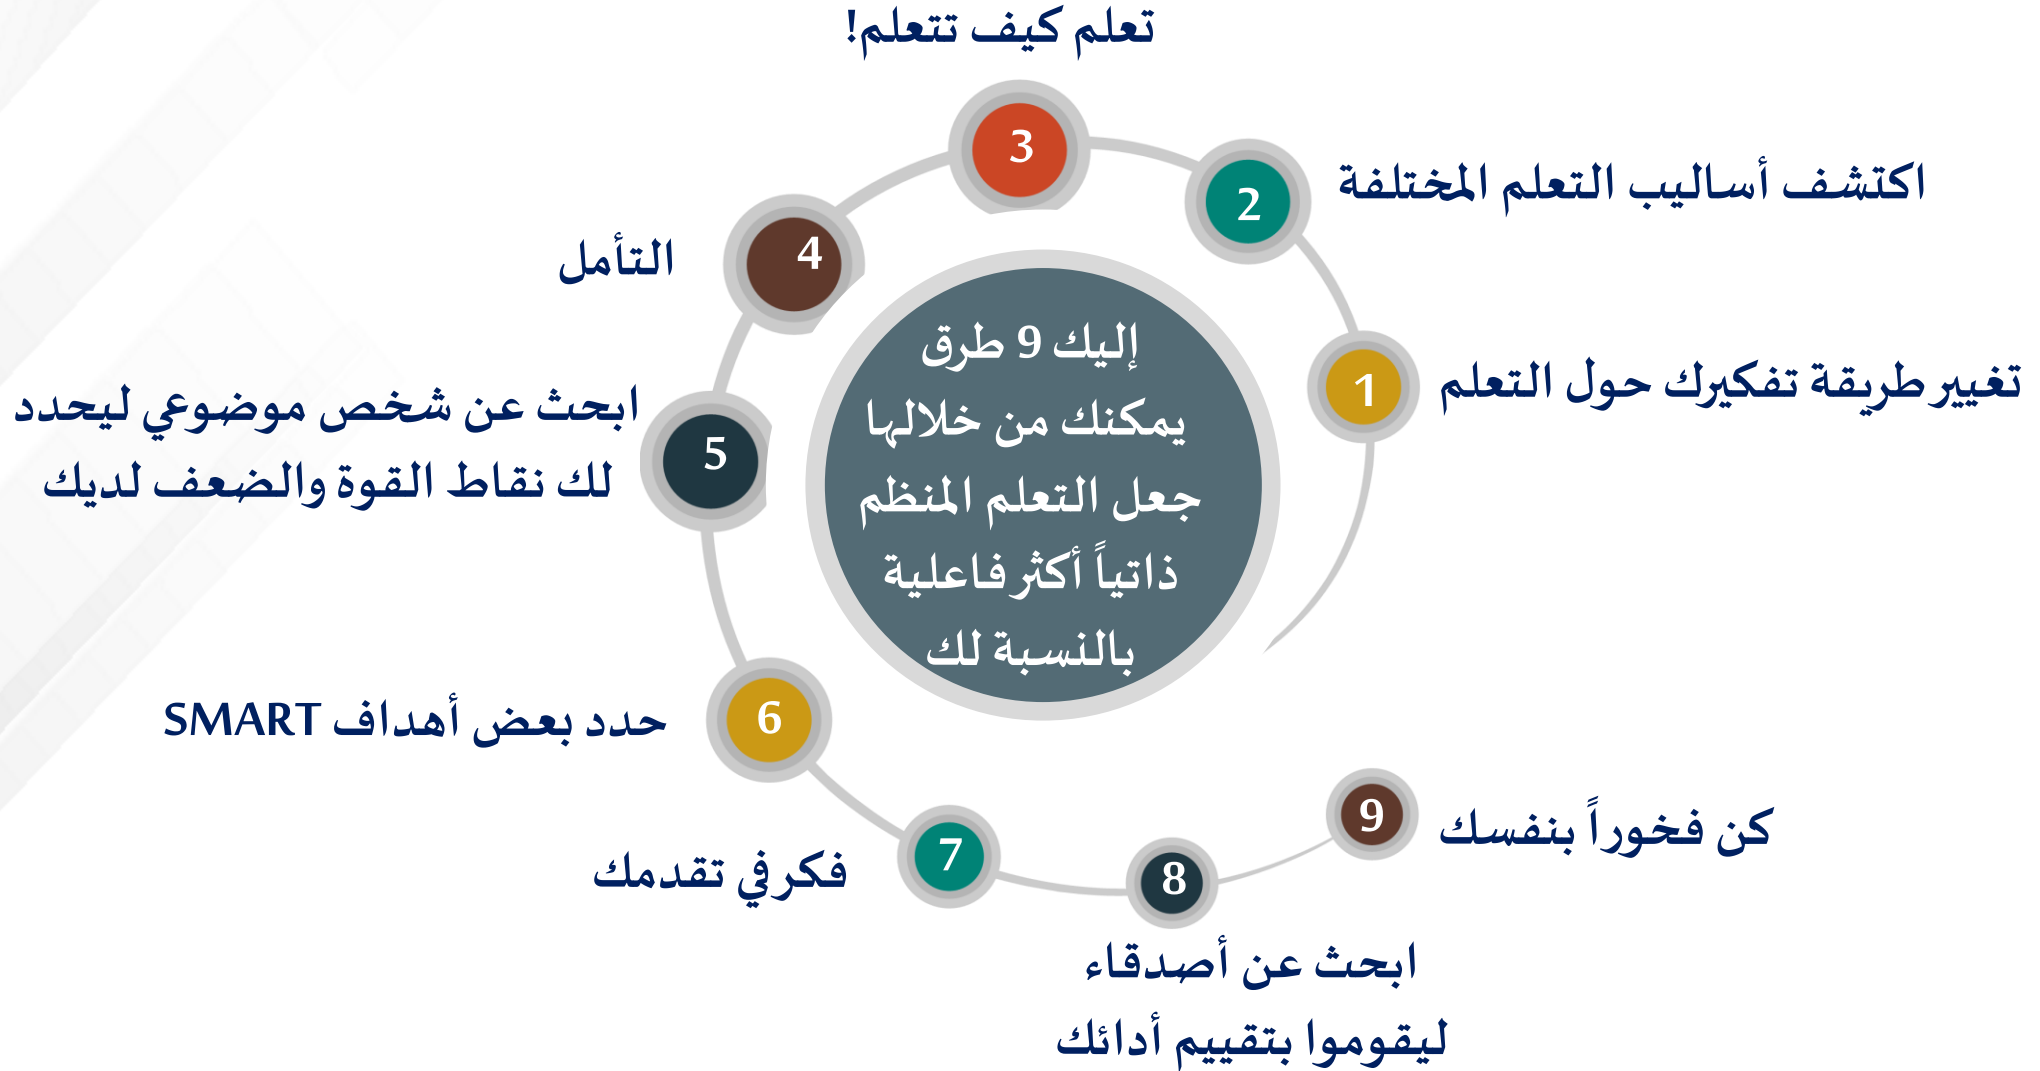 إليك 9 طرق
يمكنك من خلالها
جعل التعلم المنظم
ذاتياً أكثر فاعلية
بالنسبة لك
1
تغيير طريقة تفكيرك حول التعلم
2
اكتشف أساليب التعلم المختلفة
3
تعلم كيف تتعلم!
4
التأمل
5
ابحث عن شخص موضوعي ليحدد
لك نقاط القوة والضعف لديك
6
حدد بعض أهداف SMART
7
فكر في تقدمك
8
ابحث عن أصدقاء
ليقوموا بتقييم أدائك
9
كن فخوراً بنفسك